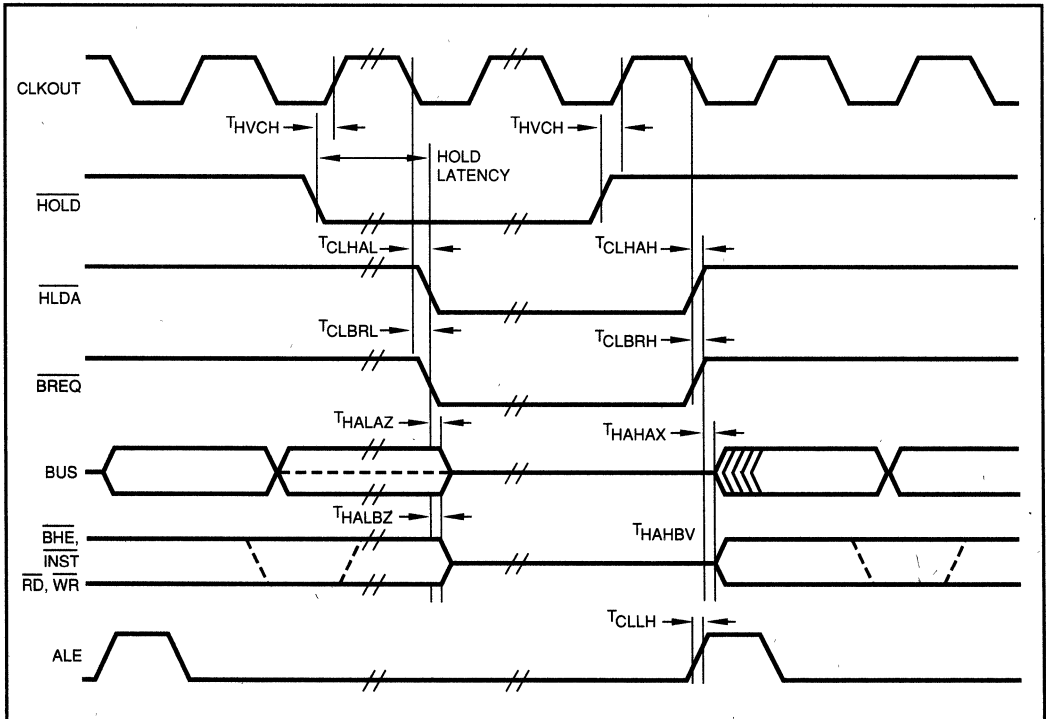 CLKOUT
THVCH
THVCH
HOLD
LATENCY
HOLD
TCLHAL
TCLHAH
HLDA
TCLBRL
TCLBRH
BREQ
THALAZ
THAHAX
BUS
THALBZ
THAHBV
BHE,
INST
RD, WR
TCLLH
ALE